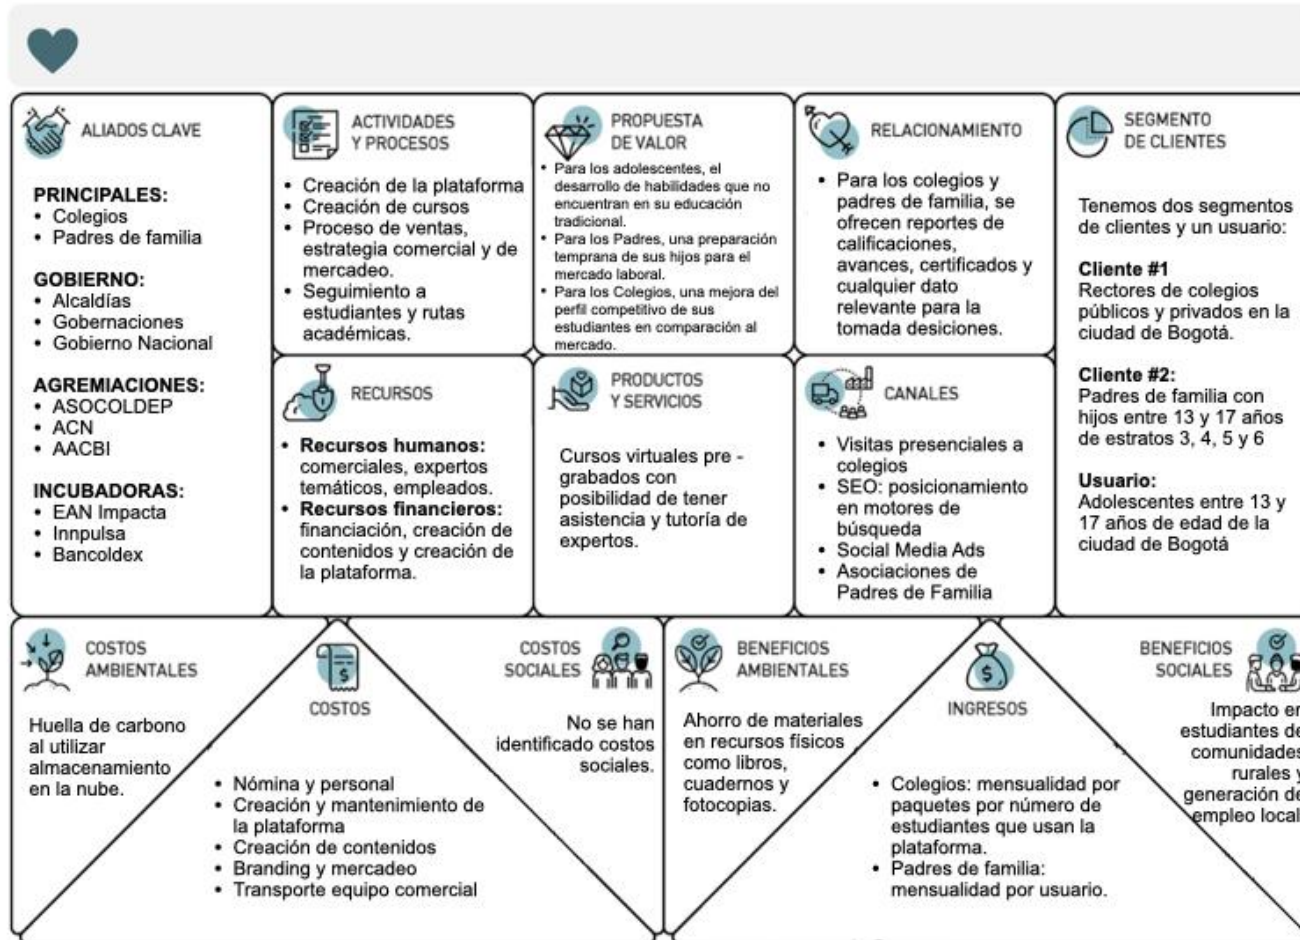 ALIADOS CLAVE
PRINCIPALES:
• Colegios
• Padres de familia
GOBIERNO:
• Alcaldías
• Gobernaciones
• Gobierno Nacional
AGREMIACIONES:
• ASOCOLDEP
• ACN
• AACBI
INCUBADORAS:
• EAN Impacta
• Innpulsa
• Bancoldex
ACTIVIDADES
Y PROCESOS
• Creación de la plataforma
• Creación de cursos
• Proceso de ventas,
estrategia comercial y de
mercadeo.
• Seguimiento a
estudiantes y rutas
académicas.
RECURSOS
• Recursos humanos:
comerciales, expertos
temáticos, empleados.
• Recursos financieros:
financiación, creación de
contenidos y creación de
la plataforma.
PROPUESTA
DE VALOR
• Para los adolescentes, el
desarrollo de habilidades que no
encuentran en su educación
tradicional.
• Para los Padres, una preparación
temprana de sus hijos para el
mercado laboral.
• Para los Colegios, una mejora del
perfil competitivo de sus
estudiantes en comparación al
mercado.
PRODUCTOS
Y SERVICIOS
Cursos virtuales pre -
grabados con
posibilidad de tener
asistencia y tutoría de
expertos.
RELACIONAMIENTO
• Para los colegios y
padres de familia, se
ofrecen reportes de
calificaciones,
avances, certificados y
cualquier dato
relevante para la
tomada desiciones.
CANALES
• Visitas presenciales a
colegios
• SEO: posicionamiento
en motores de
búsqueda
• Social Media Ads
• Asociaciones de
Padres de Familia
SEGMENTO
DE CLIENTES
Tenemos dos segmentos
de clientes y un usuario:
Cliente #1
Rectores de colegios
públicos y privados en la
ciudad de Bogotá.
Cliente #2:
Padres de familia con
hijos entre 13 y 17 años
de estratos 3, 4, 5 y 6
Usuario:
Adolescentes entre 13 y
17 años de edad de la
ciudad de Bogotá
COSTOS
AMBIENTALES
Huella de carbono
al utilizar
almacenamiento
en la nube.
COSTOS
• Nómina y personal
• Creación y mantenimiento de
la plataforma
• Creación de contenidos
• Branding y mercadeo
• Transporte equipo comercial
COSTOS
SOCIALES
No se han
identificado costos
sociales.
BENEFICIOS
AMBIENTALES
Ahorro de materiales
en recursos físicos
como libros,
cuadernos y
fotocopias.
INGRESOS
• Colegios: mensualidad por
paquetes por número de
estudiantes que usan la
plataforma.
• Padres de familia:
mensualidad por usuario.
BENEFICIOS
SOCIALES
Impacto en
estudiantes de
comunidades
rurales y
generación de
empleo local